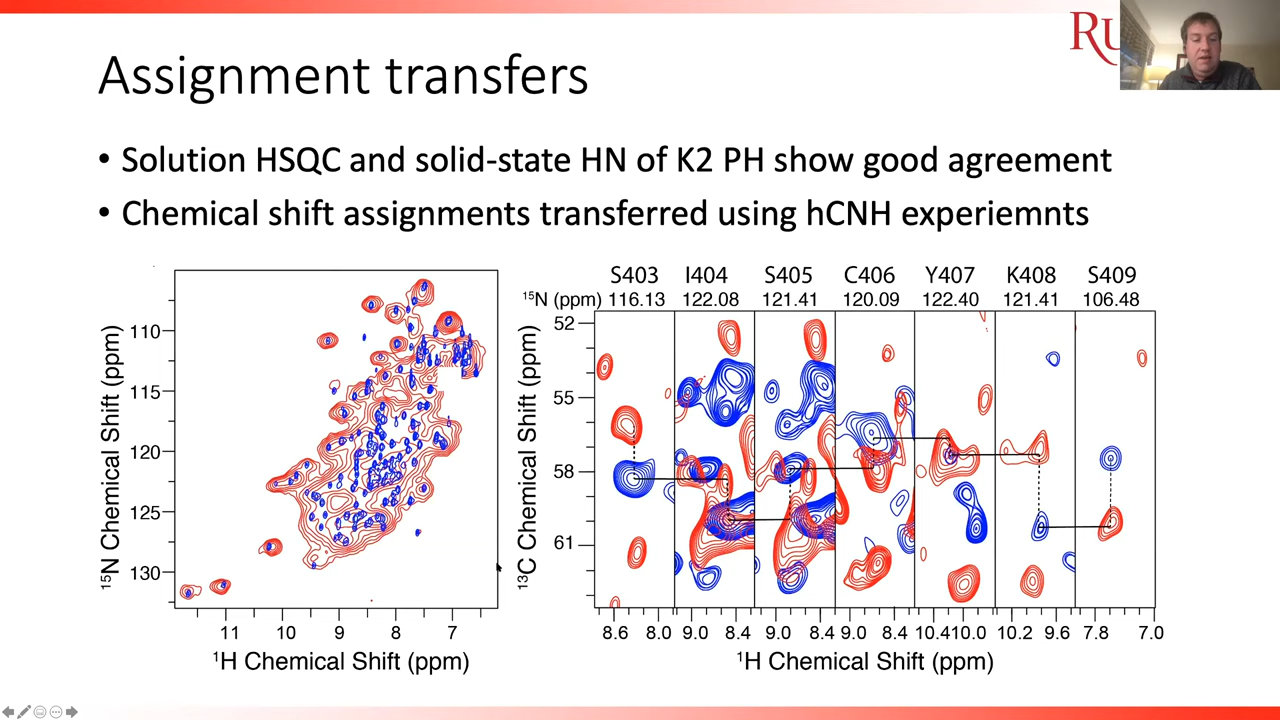 RU
Assignment transfers
• Solution HSQC and solid-state HN of K2 PH show good agreement
• Chemical shift assignments transferred using hCNH experiemnts
S403 I404 S405 C406 Y407 K408 S409
15N (ppm) 116.13 122.08 121.41 120.09 122.40 121.41 106.48
110
115
120
125
130
15N Chemical Shift (ppm)
11 10 9 8 7
1H Chemical Shift (ppm)
52
55
58
61
13C Chemical Shift (ppm)
8.6 8.0 9.0 8.4 9.0 8.4 9.0 8.4 10.4 10.0 10.2 9.6 7.8 7.0
1H Chemical Shift (ppm)